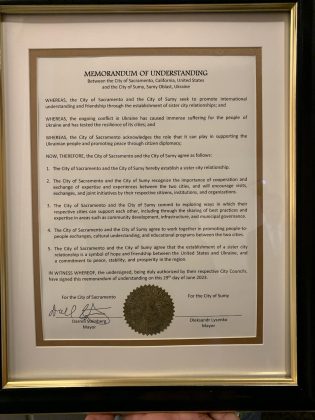 MEMORANDUM OF UNDERSTANDING
Between the City of Sacramento, California, United States
and the City of Sumy, Sumy Oblast, Ukraine
WHEREAS, the City of Sacramento and the City of Sumy seek to promote international
understanding and friendship through the establishment of sister city relationships; and
WHEREAS, the ongoing conflict in Ukraine has caused immense suffering for the people of
Ukraine and has tested the resilience of its cities; and
WHEREAS, the City of Sacramento acknowledges the role that it can play in supporting the
Ukrainian people and promoting peace through citizen diplomacy;
NOW, THEREFORE, the City of Sacramento and the City of Sumy agree as follows:
1. The City of Sacramento and the City of Sumy hereby establish a sister city relationship.
2. The City of Sacramento and the City of Sumy recognize the importance of cooperation
and exchange of expertise and experiences between the two cities, and will encourage visits,
exchanges, and joint initiatives by their respective citizens, institutions, and organizations.
3. The City of Sacramento and the City of Sumy commit to exploring ways in which their
respective cities can support each other, including through the sharing of best practices and
expertise in areas such as community development, infrastructure, and municipal governance.
4. The City of Sacramento and the City of Sumy agree to work together in promoting people-to-
people exchanges, cultural understanding, and educational programs between the two cities.
5. The City of Sacramento and the City of Sumy agree that the establishment of a sister city
relationship is a symbol of hope and friendship between the United States and Ukraine, and
a commitment to peace, stability, and prosperity in the region.
IN WITNESS WHEREOF, the undersigned, being duly authorized by their respective City Councils,
have signed this memorandum of understanding on this 29th day of June 2023.
For the City of Sacramento
For the City of Sumy
Darrell Steinberg
Mayor
Oleksandr Lysenko
Mayor